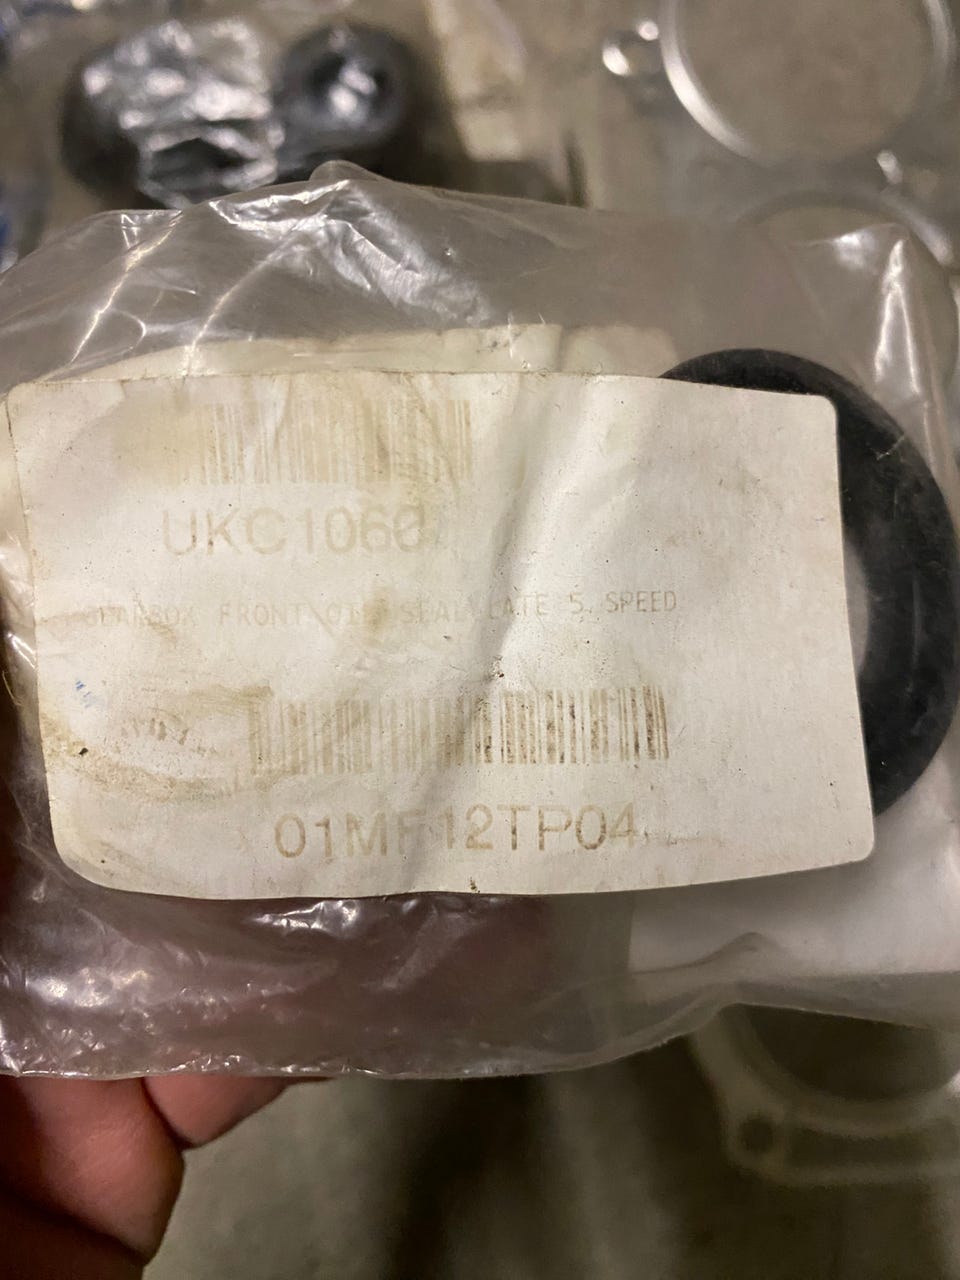 UKC1060
GEARBOX FRONT OIL SEAL LATE 5 SPEED
01MF12TP04